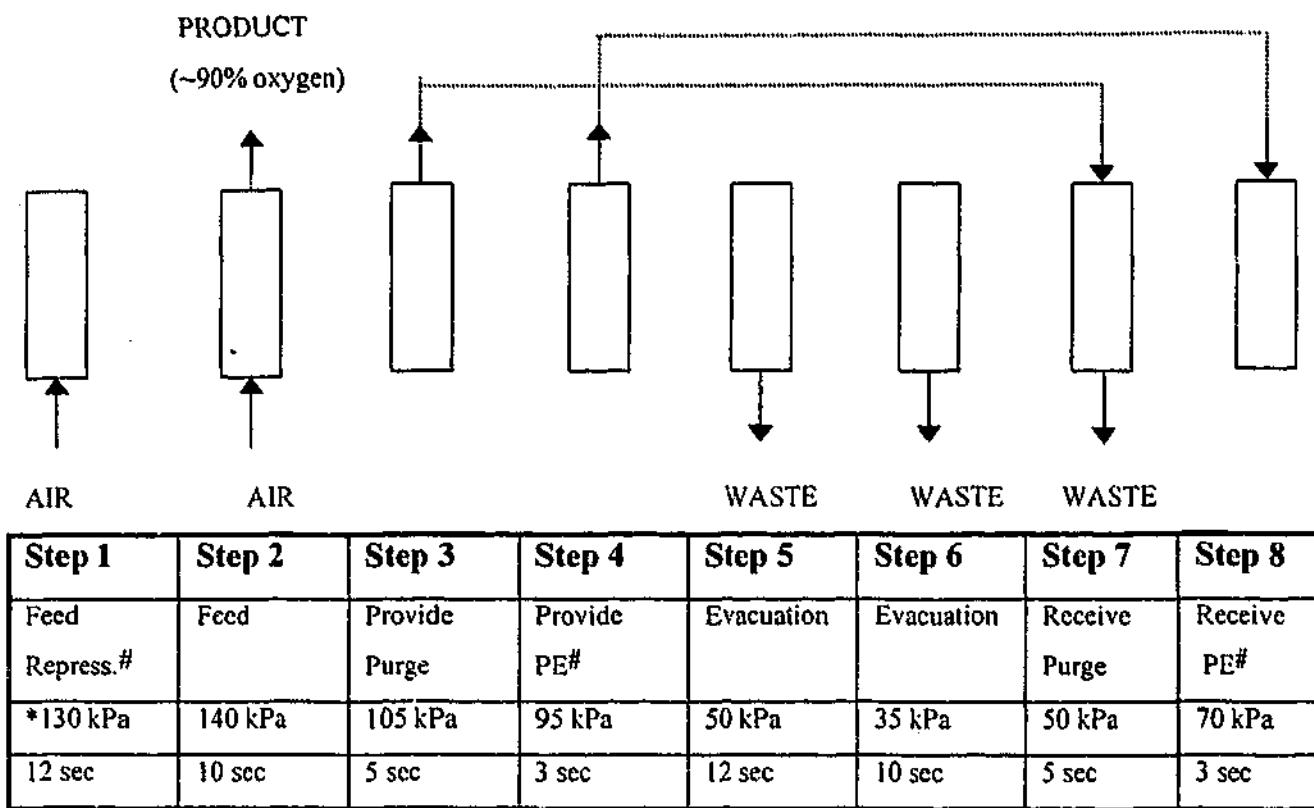 PRODUCT
(~90% oxygen)
AIR AIR WASTE WASTE WASTE
Step 1 Step 2 Step 3 Step 4 Step 5 Step 6 Step 7 Step 8
Feed Feed Provide Provide Evacuation Evacuation Receive Receive
Repress.# Purge PE# Purge PE#
*130 kPa 140 kPa 105 kPa 95 kPa 50 kPa 35 kPa 50 kPa 70 kPa
12 sec 10 sec 5 sec 3 sec 12 sec 10 sec 5 sec 3 sec